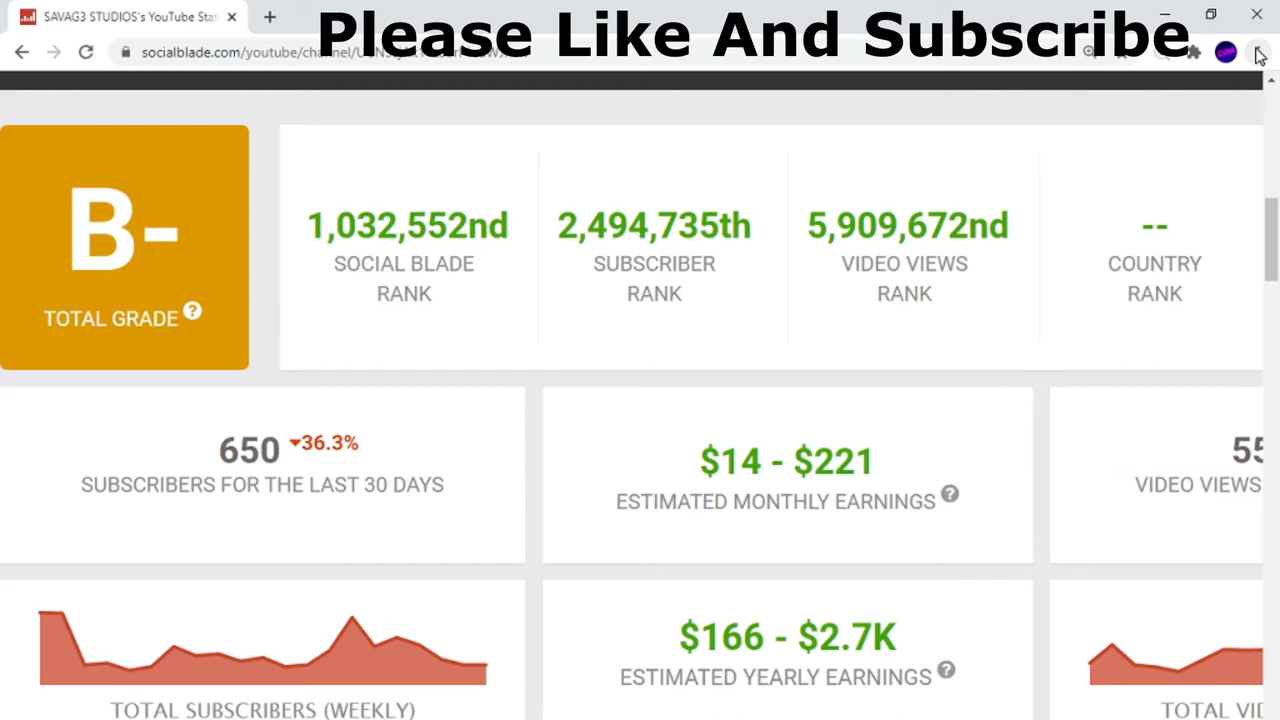 SAVAG3 STUDIOS's YouTube Stat
Please Like And Subscribe
socialblade.com/youtube/channel/
B-
TOTAL GRADE ?
1,032,552nd
SOCIAL BLADE
RANK
2,494,735th
SUBSCRIBER
RANK
5,909,672nd
VIDEO VIEWS
RANK
--
COUNTRY
RANK
650 36.3%
SUBSCRIBERS FOR THE LAST 30 DAYS
$14 - $221
ESTIMATED MONTHLY EARNINGS ?
55
VIDEO VIEWS
TOTAL SUBSCRIBERS (WEEKLY)
$166 - $2.7K
ESTIMATED YEARLY EARNINGS ?
TOTAL VID